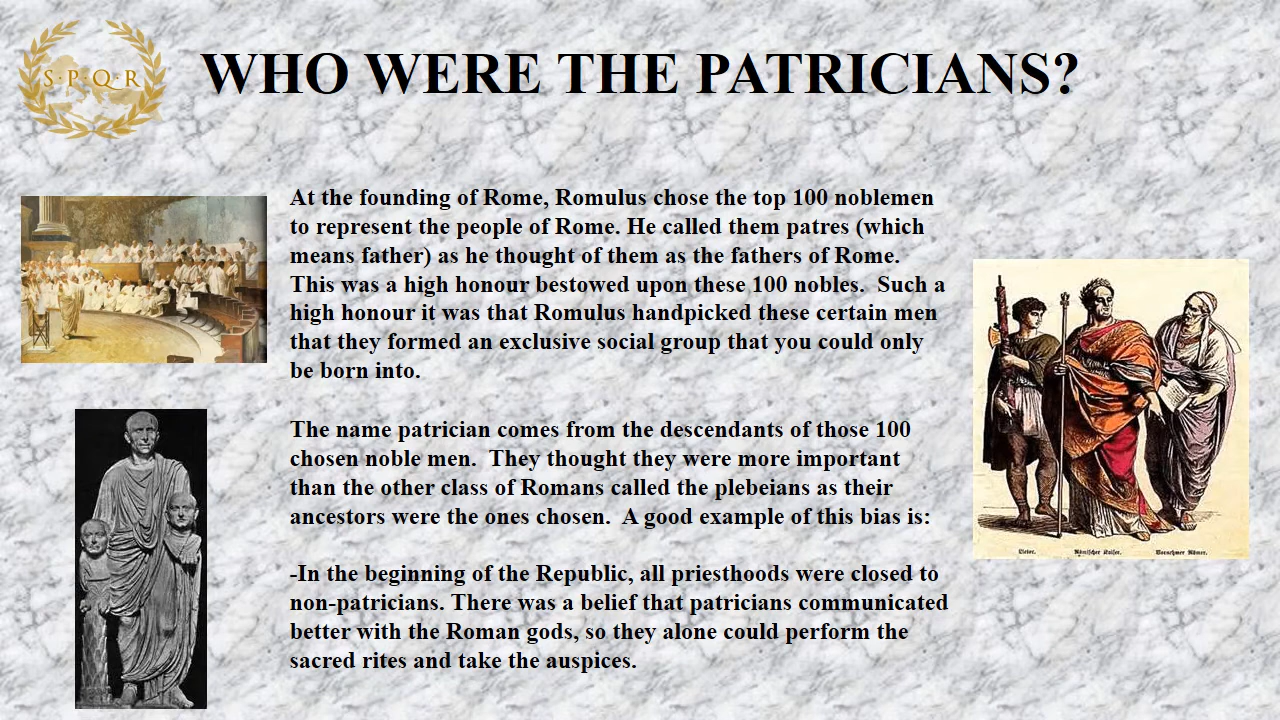 S·P·Q·R
WHO WERE THE PATRICIANS?
At the founding of Rome, Romulus chose the top 100 noblemen
to represent the people of Rome. He called them patres (which
means father) as he thought of them as the fathers of Rome.
This was a high honour bestowed upon these 100 nobles.  Such a
high honour it was that Romulus handpicked these certain men
that they formed an exclusive social group that you could only
be born into.
The name patrician comes from the descendants of those 100
chosen noble men.  They thought they were more important
than the other class of Romans called the plebeians as their
ancestors were the ones chosen.  A good example of this bias is:
-In the beginning of the Republic, all priesthoods were closed to
non-patricians. There was a belief that patricians communicated
better with the Roman gods, so they alone could perform the
sacred rites and take the auspices.
Römischer Kaiser.
Vornehmer Römer.